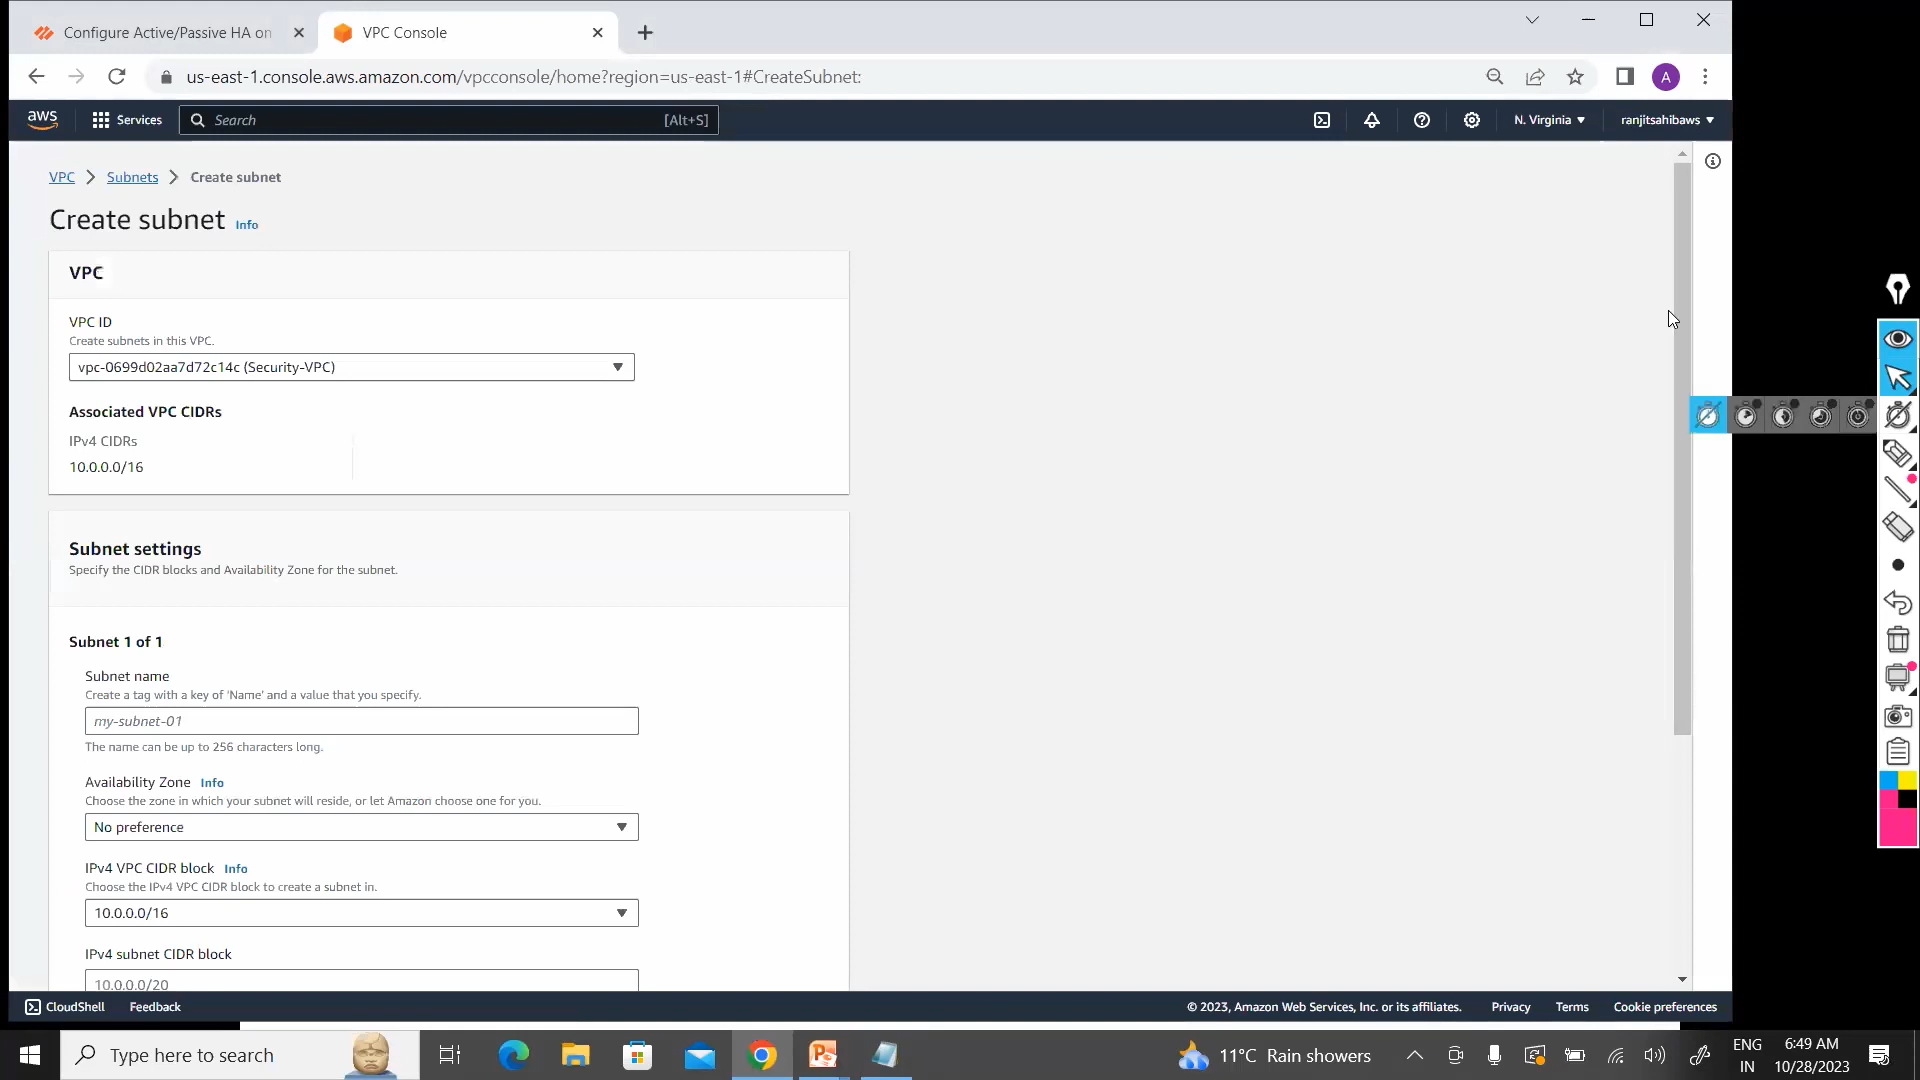 Configure Active/Passive HA on
VPC Console
us-east-1.console.aws.amazon.com/vpcconsole/home?region=us-east-1#CreateSubnet:
A
aws
Services
Search
[Alt+S]
N. Virginia
ranjitsahibaws
VPC
Subnets
Create subnet
Create subnet Info
VPC
VPC ID
Create subnets in this VPC.
vpc-0699d02aa7d72c14c (Security-VPC)
Associated VPC CIDRs
IPv4 CIDRs
10.0.0.0/16
Subnet settings
Specify the CIDR blocks and Availability Zone for the subnet.
Subnet 1 of 1
Subnet name
Create a tag with a key of 'Name' and a value that you specify.
my-subnet-01
The name can be up to 256 characters long.
Availability Zone Info
Choose the zone in which your subnet will reside, or let Amazon choose one for you.
No preference
IPv4 VPC CIDR block Info
Choose the IPv4 VPC CIDR block to create a subnet in.
10.0.0.0/16
IPv4 subnet CIDR block
10.0.0.0/20
CloudShell
Feedback
© 2023, Amazon Web Services, Inc. or its affiliates.
Privacy
Terms
Cookie preferences
Type here to search
11°C Rain showers
ENG
IN
6:49 AM
10/28/2023